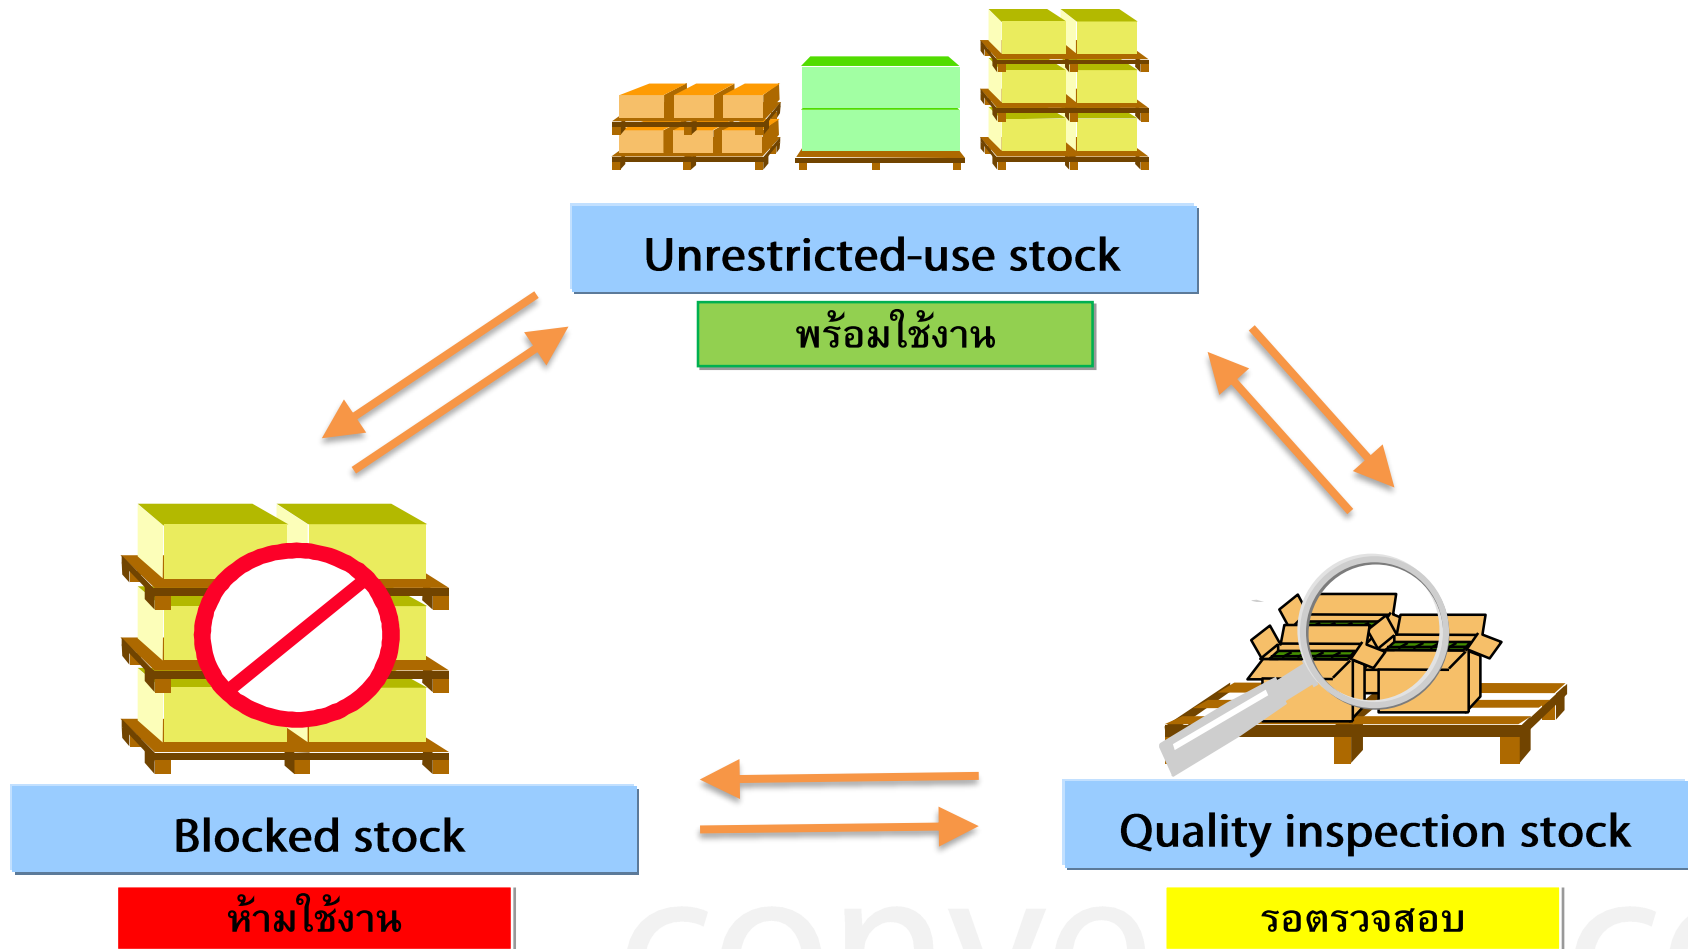 Unrestricted-use stock
พร้อมใช้งาน
Blocked stock
ห้ามใช้งาน
Quality inspection stock
รอตรวจสอบ